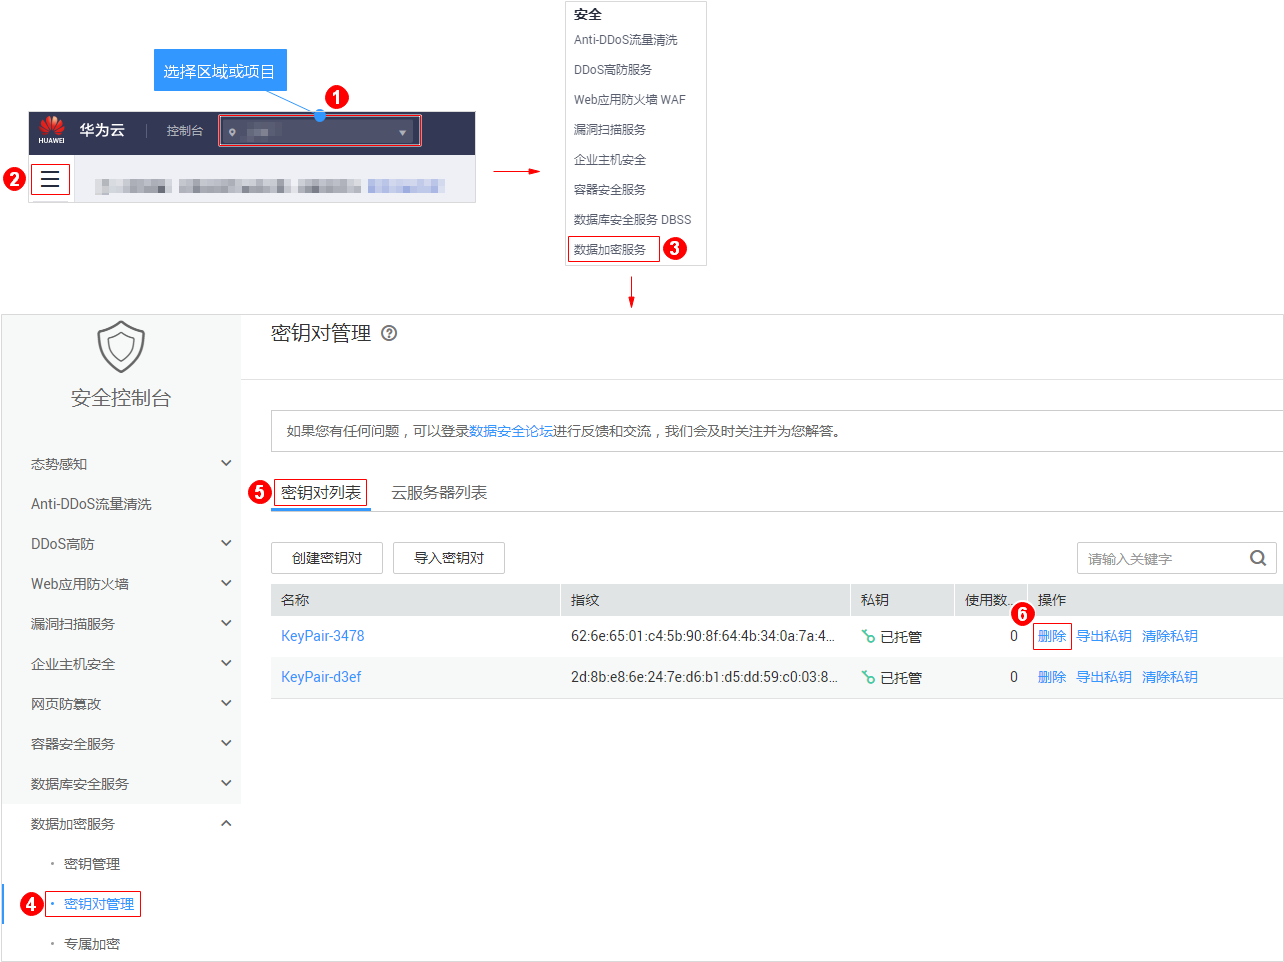 选择区域或项目
1
HUAWEI
华为云
控制台
2
安全
Anti-DDoS流量清洗
DDoS高防服务
Web应用防火墙 WAF
漏洞扫描服务
企业主机安全
容器安全服务
数据库安全服务 DBSS
数据加密服务
3
安全控制台
态势感知
Anti-DDoS流量清洗
DDoS高防
Web应用防火墙
漏洞扫描服务
企业主机安全
网页防篡改
容器安全服务
数据库安全服务
数据加密服务
· 密钥管理
4
· 密钥对管理
· 专属加密
密钥对管理 ?
如果您有任何问题，可以登录数据安全论坛进行反馈和交流，我们会及时关注并为您解答。
5
密钥对列表 云服务器列表
创建密钥对 导入密钥对 请输入关键字
名称 指纹 私钥 使用数... 操作
6
KeyPair-3478 62:6e:65:01:c4:5b:90:8f:64:4b:34:0a:7a:4... 已托管 0 删除 导出私钥 清除私钥
KeyPair-d3ef 2d:8b:e8:6e:24:7e:d6:b1:d5:dd:59:c0:03:8... 已托管 0 删除 导出私钥 清除私钥